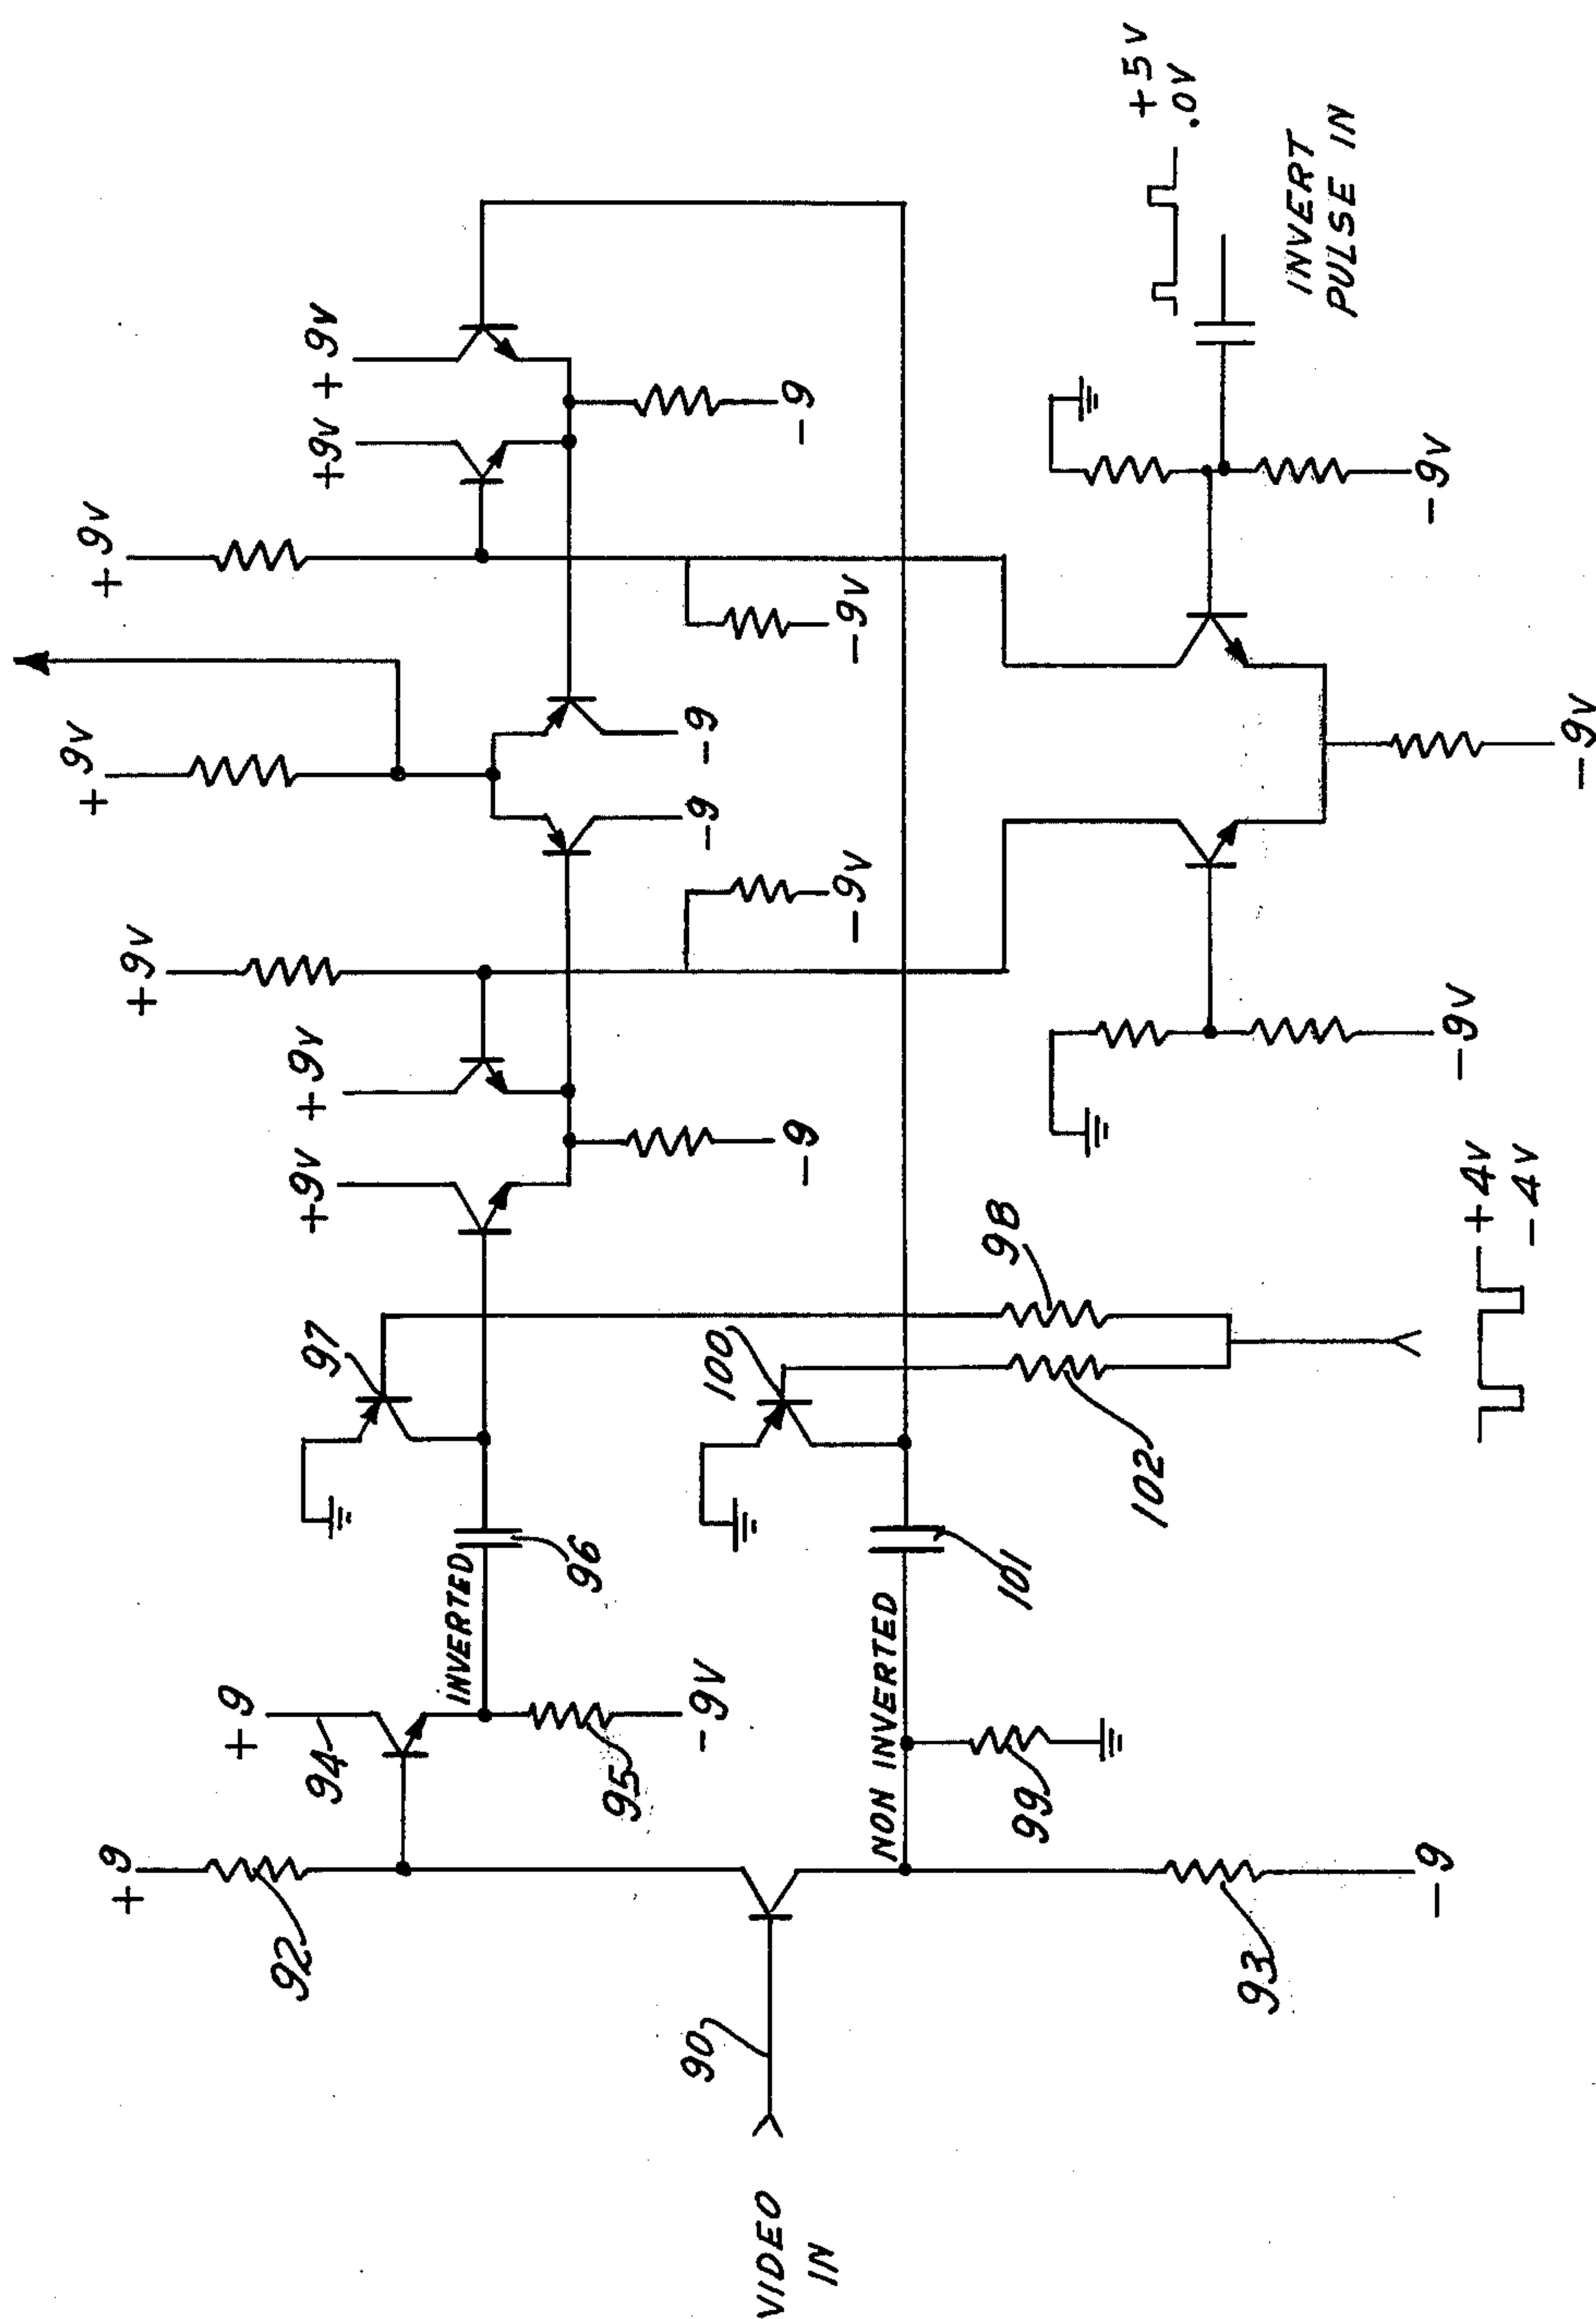 +9V
+9V
+9
+9V
+9
92
+9V
+9V
+9V
+9V
94
97
INVERTED
96
95
90
-9V
-9
-9
100
VIDEO
IN
-9
-9
-9V
-9V
NON INVERTED
99
101
98
102
+5V
.0V
93
INVERT
PULSE IN
-9
-9V
-9V
+4V
-4V
-9V